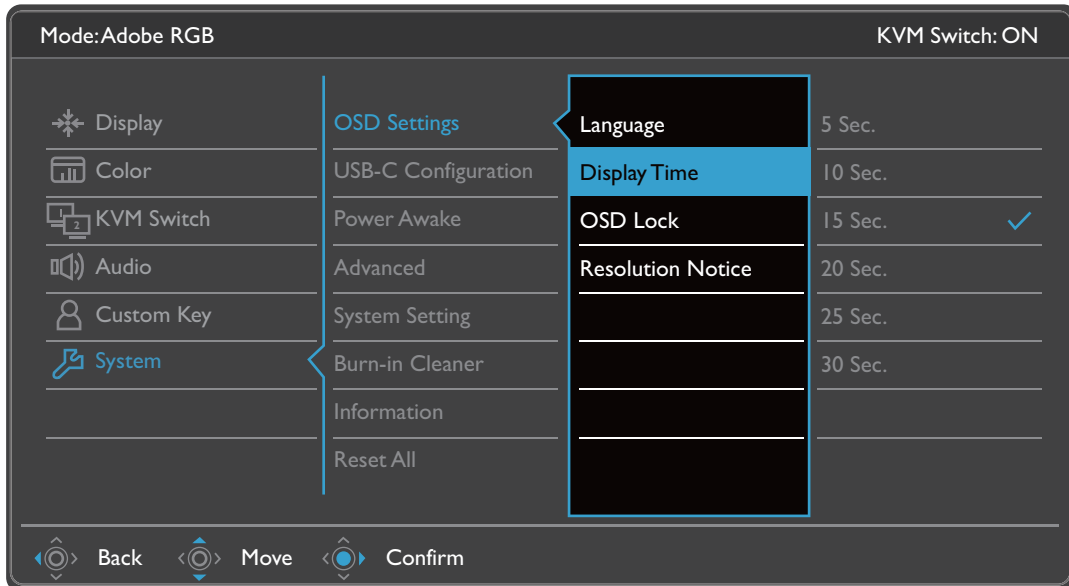 Mode: Adobe RGB
KVM Switch: ON
Display
Color
1
2
KVM Switch
Audio
Custom Key
System
OSD Settings
USB-C Configuration
Power Awake
Advanced
System Setting
Burn-in Cleaner
Information
Reset All
Language
Display Time
OSD Lock
Resolution Notice
5 Sec.
10 Sec.
15 Sec.
20 Sec.
25 Sec.
30 Sec.
Back
Move
Confirm